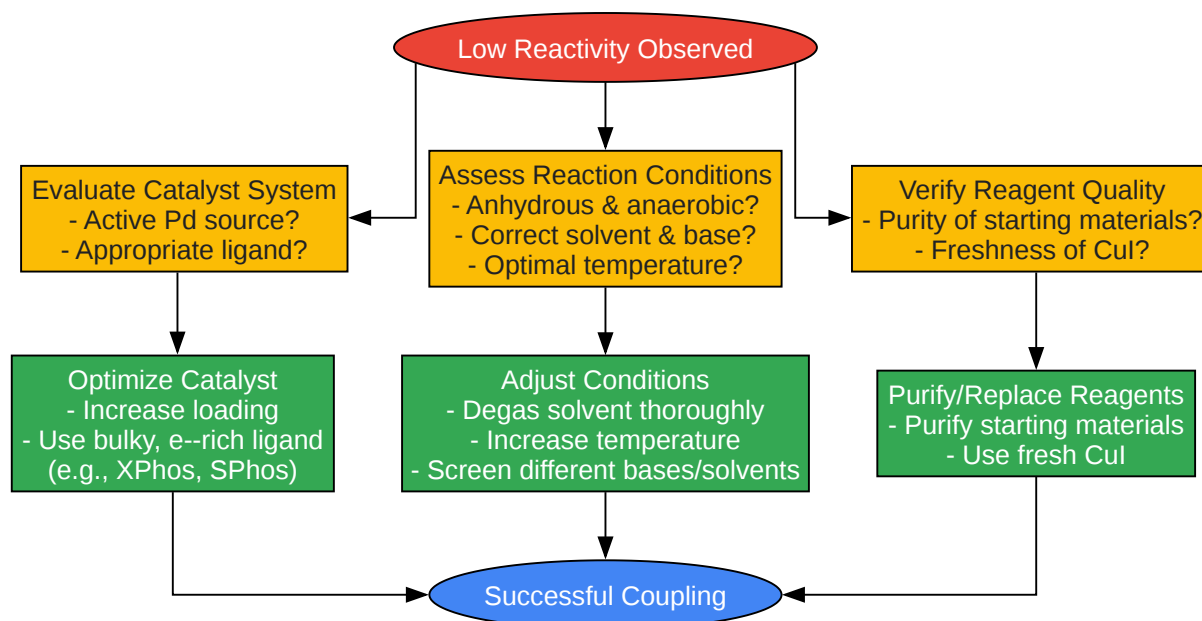 Low Reactivity Observed
Evaluate Catalyst System
- Active Pd source?
- Appropriate ligand?
Assess Reaction Conditions
- Anhydrous & anaerobic?
- Correct solvent & base?
- Optimal temperature?
Verify Reagent Quality
- Purity of starting materials?
- Freshness of CuI?
Optimize Catalyst
- Increase loading
- Use bulky, e--rich ligand
(e.g., XPhos, SPhos)
Adjust Conditions
- Degas solvent thoroughly
- Increase temperature
- Screen different bases/solvents
Purify/Replace Reagents
- Purify starting materials
- Use fresh CuI
Successful Coupling